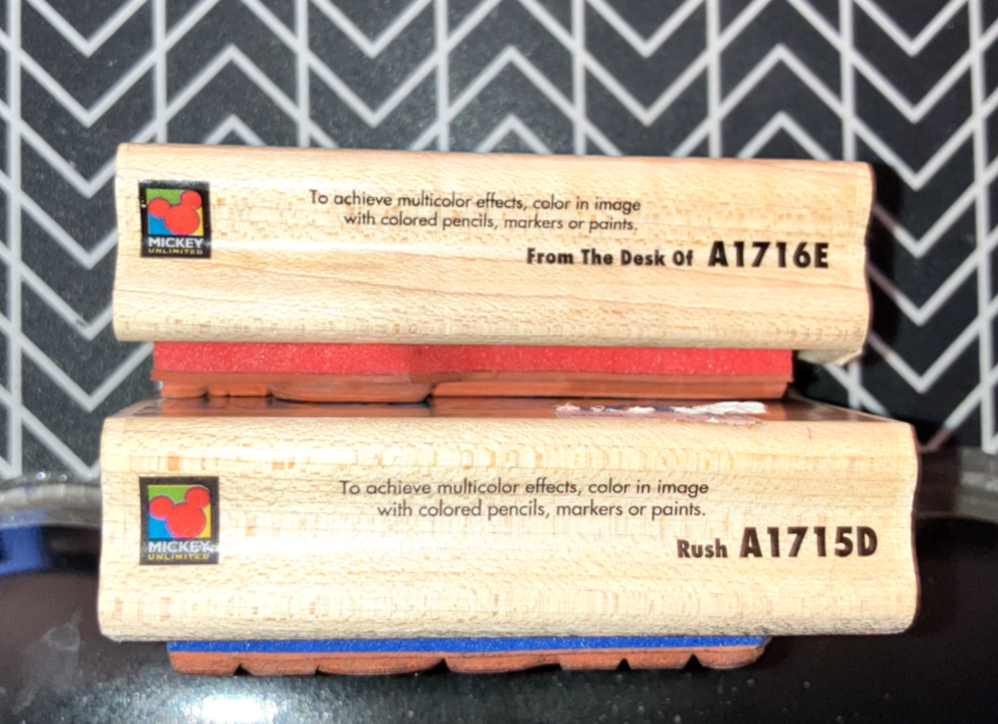 MICKEY
UNLIMITED
To achieve multicolor effects, color in image
with colored pencils, markers or paints.
From The Desk Of A1716E
MICKEY
UNLIMITED
To achieve multicolor effects, color in image
with colored pencils, markers or paints.
Rush A1715D